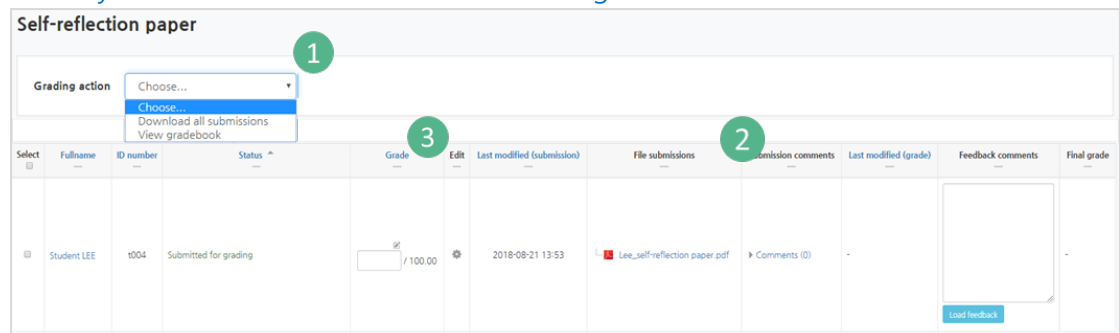 Self-reflection paper
1
Grading action Choose...
Choose...
Download all submissions
View gradebook
3
2
Select Fullname ID number Status Grade Edit Last modified (submission) File submissions comments Last modified (grade) Feedback comments Final grade
Student LEE t004 Submitted for grading / 100.00 2018-08-21 13:53 Lee_self-reflection paper.pdf Comments (0) - -
Load feedback